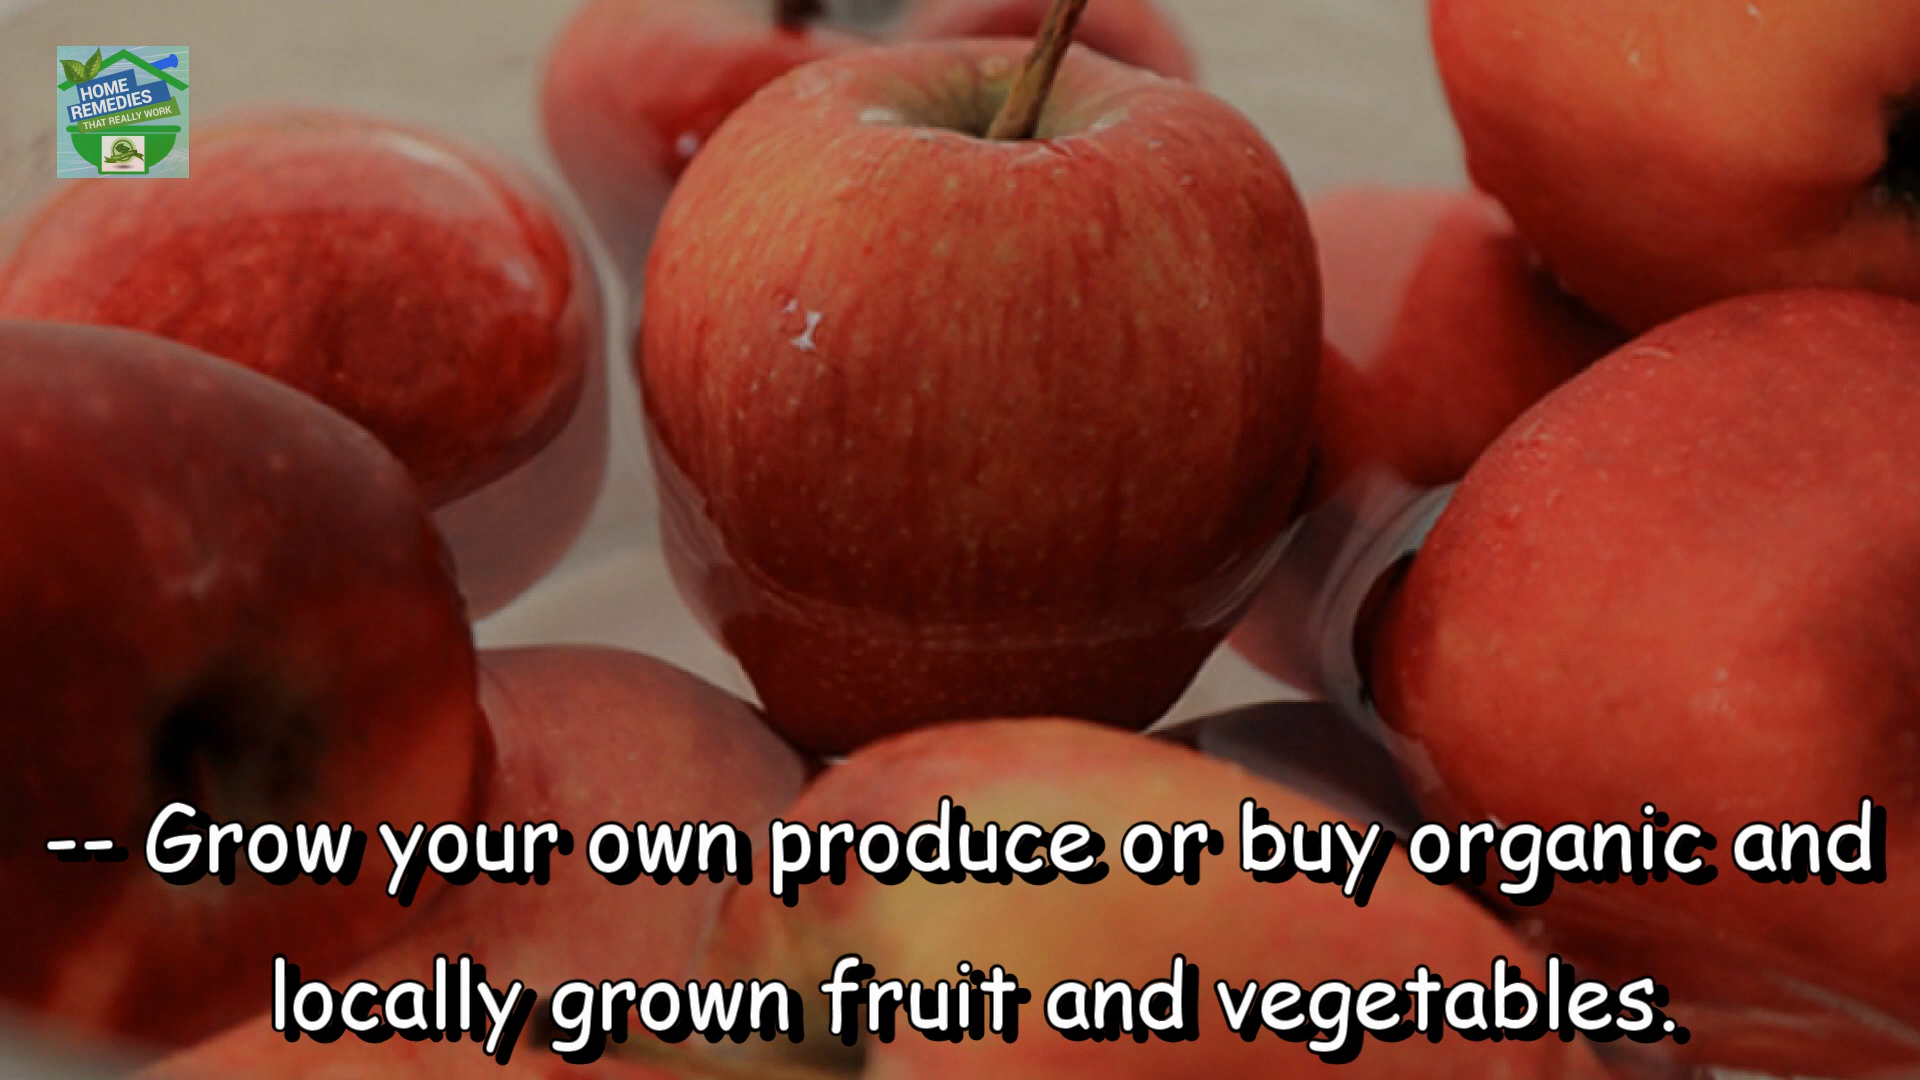 HOME
REMEDIES
THAT REALLY WORK
-- Grow your own produce or buy organic and
locally grown fruit and vegetables.